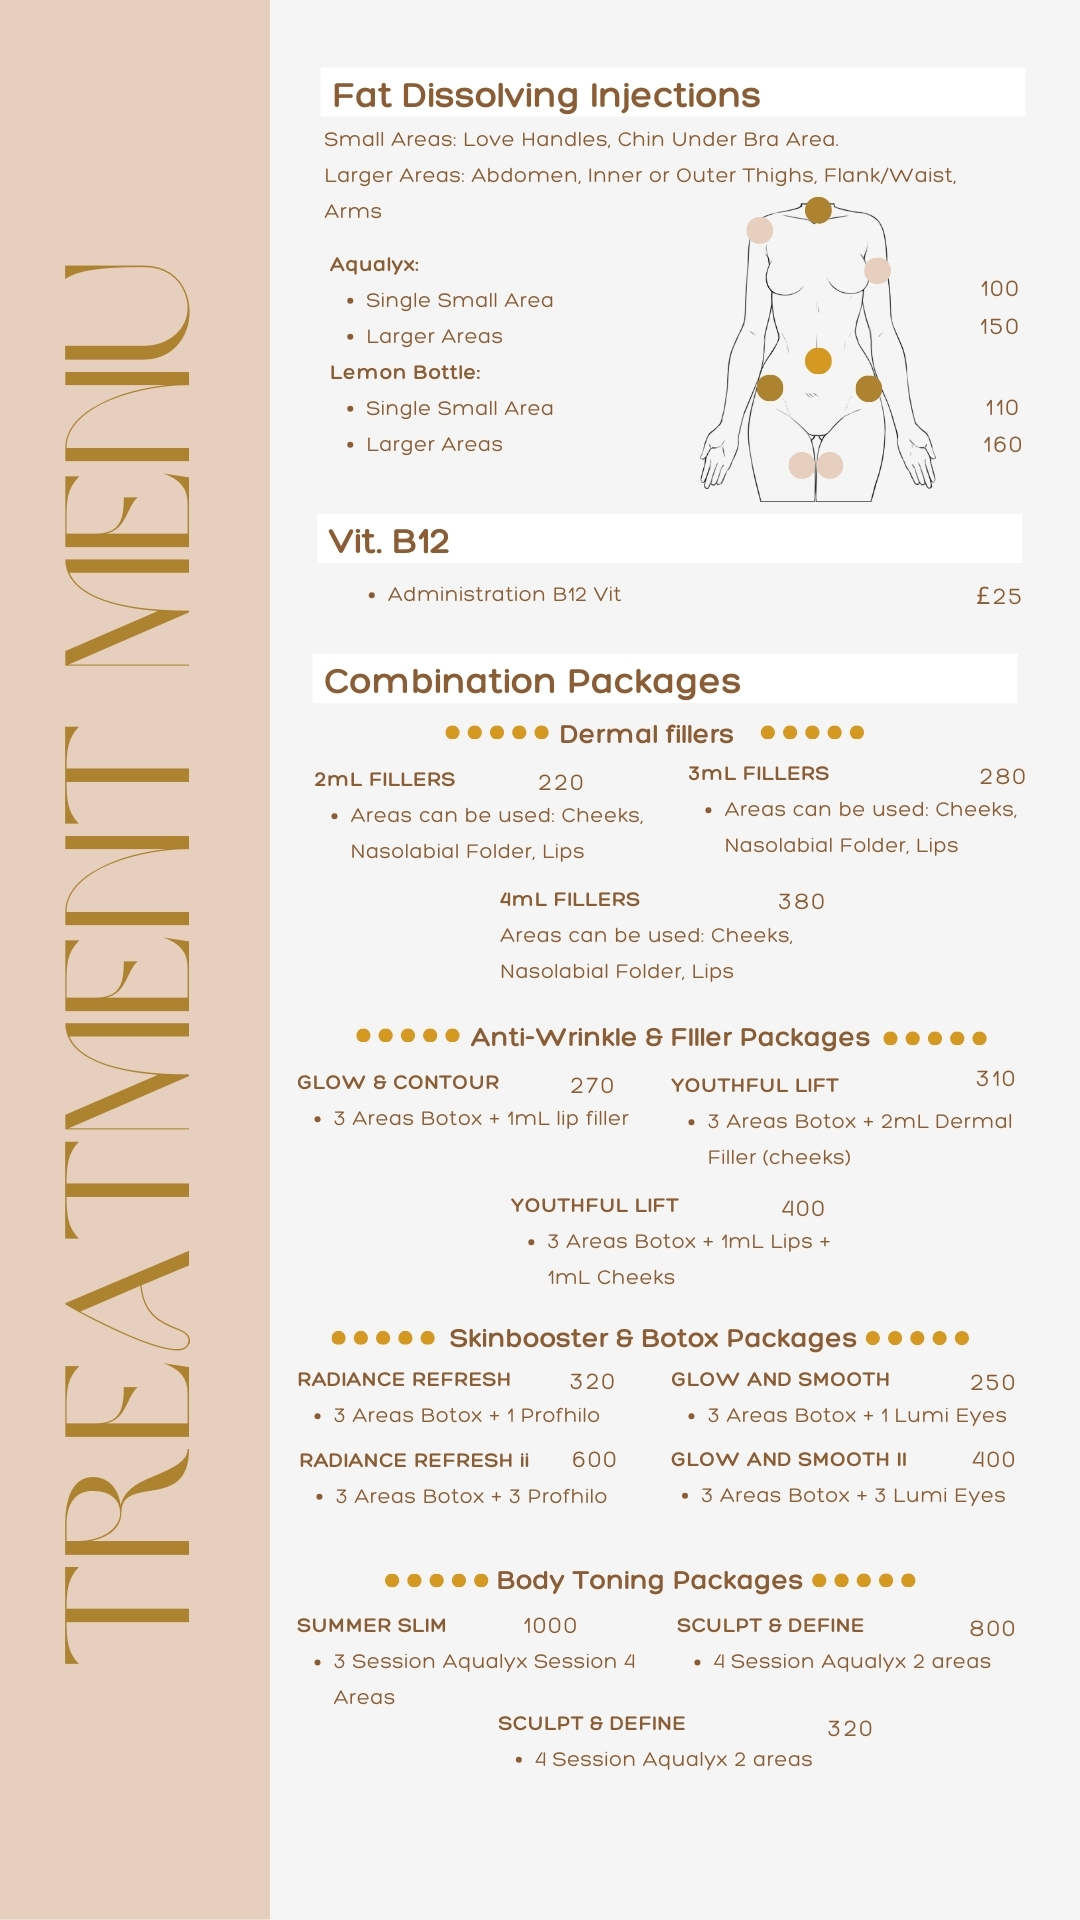 TREATMENT MENU
Fat Dissolving Injections
Small Areas: Love Handles, Chin Under Bra Area.
Larger Areas: Abdomen, Inner or Outer Thighs, Flank/Waist,
Arms
Aqualyx:
• Single Small Area 100
• Larger Areas 150
Lemon Bottle:
• Single Small Area 110
• Larger Areas 160
Vit. B12
• Administration B12 Vit £25
Combination Packages
Dermal fillers
2mL FILLERS 220
• Areas can be used: Cheeks,
Nasolabial Folder, Lips
3mL FILLERS 280
• Areas can be used: Cheeks,
Nasolabial Folder, Lips
4mL FILLERS 380
Areas can be used: Cheeks,
Nasolabial Folder, Lips
Anti-Wrinkle & FIller Packages
GLOW & CONTOUR 270
• 3 Areas Botox + 1mL lip filler
YOUTHFUL LIFT 310
• 3 Areas Botox + 2mL Dermal
Filler (cheeks)
YOUTHFUL LIFT 400
• 3 Areas Botox + 1mL Lips +
1mL Cheeks
Skinbooster & Botox Packages
RADIANCE REFRESH 320
• 3 Areas Botox + 1 Profhilo
GLOW AND SMOOTH 250
• 3 Areas Botox + 1 Lumi Eyes
RADIANCE REFRESH ii 600
• 3 Areas Botox + 3 Profhilo
GLOW AND SMOOTH II 400
• 3 Areas Botox + 3 Lumi Eyes
Body Toning Packages
SUMMER SLIM 1000
• 3 Session Aqualyx Session 4
Areas
SCULPT & DEFINE 800
• 4 Session Aqualyx 2 areas
SCULPT & DEFINE 320
• 4 Session Aqualyx 2 areas